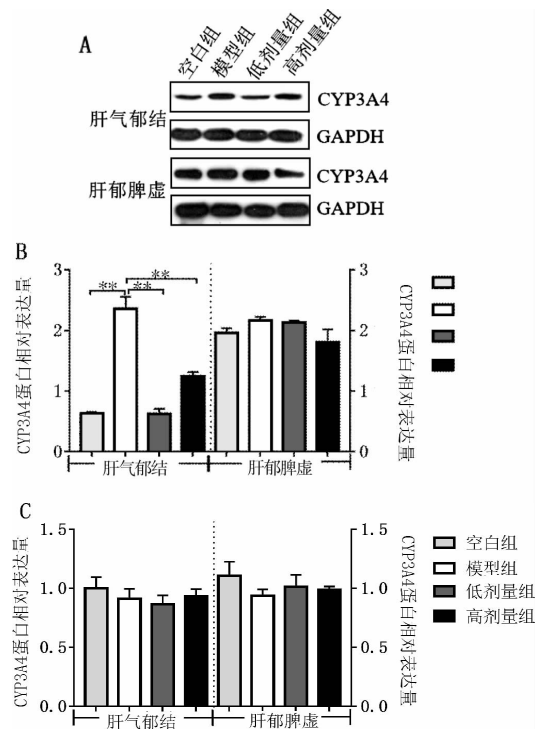 A
空白组
模型组
低剂量组
高剂量组
肝气郁结
CYP3A4
GAPDH
肝郁脾虚
CYP3A4
GAPDH
B
CYP3A4蛋白相对表达量
3
2
1
0
**
**
**
3
2
1
0
CYP3A4蛋白相对表达量
肝气郁结
肝郁脾虚
C
CYP3A4蛋白相对表达量
1.5
1.0
0.5
0.0
1.5
1.0
0.5
0.0
CYP3A4蛋白相对表达量
空白组
模型组
低剂量组
高剂量组
肝气郁结
肝郁脾虚